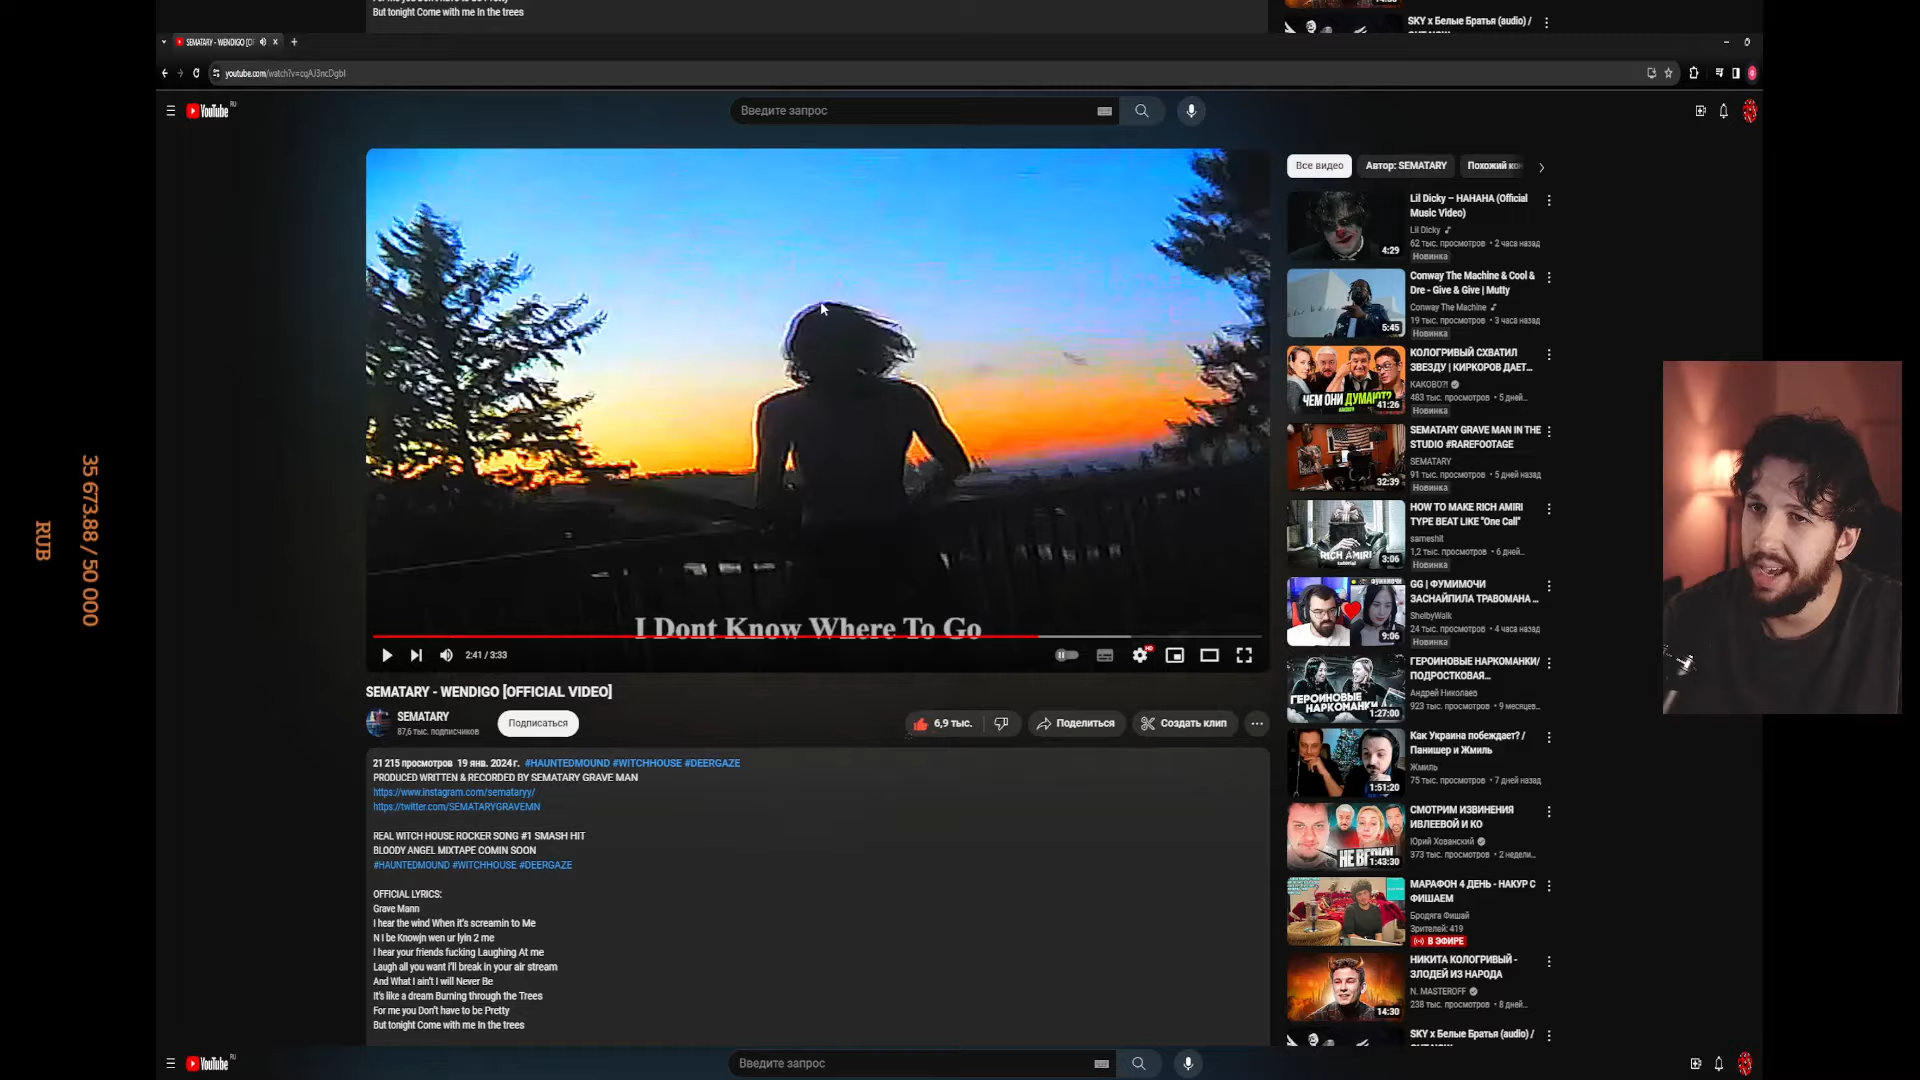 But tonight Come with me In the trees
SKY x Белые Братья (audio) /
SEMATARY - WENDIGO [OF
youtube.com/watch?v=cqAJ3ncDgbI
YouTube RU
Введите запрос
Все видео
Автор: SEMATARY
Похожий кон
I Dont Know Where To Go
2:41 / 3:33
SEMATARY - WENDIGO [OFFICIAL VIDEO]
SEMATARY
87,6 тыс. подписчиков
Подписаться
6,9 тыс.
Поделиться
Создать клип
21 215 просмотров 19 янв. 2024 г. #HAUNTEDMOUND #WITCHHOUSE #DEERGAZE
PRODUCED WRITTEN & RECORDED BY SEMATARY GRAVE MAN
https://www.instagram.com/semataryy/
https://twitter.com/SEMATARYGRAVEMN
REAL WITCH HOUSE ROCKER SONG #1 SMASH HIT
BLOODY ANGEL MIXTAPE COMIN SOON
#HAUNTEDMOUND #WITCHHOUSE #DEERGAZE
OFFICIAL LYRICS:
Grave Mann
I hear the wind When it's screamin to Me
N I be Knowjn wen ur lyin 2 me
I hear your friends fucking Laughing At me
Laugh all you want I'll break in your air stream
And What I ain't I will Never Be
It's like a dream Burning through the Trees
For me you Don't have to be Pretty
But tonight Come with me In the trees
Lil Dicky – HAHAHA (Official
Music Video)
Lil Dicky
62 тыс. просмотров • 2 часа назад
Новинка
4:29
Conway The Machine & Cool &
Dre - Give & Give | Mutty
Conway The Machine
19 тыс. просмотров • 3 часа назад
Новинка
5:45
КОЛОГРИВЫЙ СХВАТИЛ
ЗВЕЗДУ | КИРКОРОВ ДАЕТ...
КАКОВО?!
483 тыс. просмотров • 5 дней...
Новинка
ЧЕМ ОНИ ДУМАЮТ?
41:26
SEMATARY GRAVE MAN IN THE
STUDIO #RAREFOOTAGE
SEMATARY
91 тыс. просмотров • 5 дней назад
Новинка
32:39
HOW TO MAKE RICH AMIRI
TYPE BEAT LIKE "One Call"
sameshit
1,2 тыс. просмотров • 6 дней...
Новинка
RICH AMIRI
tutorial
3:06
GG | ФУМИМОЧИ
ЗАСНАЙПИЛА ТРАВОМАНА ...
ShelbyWalk
24 тыс. просмотров • 4 часа назад
Новинка
9:06
ГЕРОИНОВЫЕ НАРКОМАНКИ/
ПОДРОСТКОВАЯ...
Андрей Николаев
923 тыс. просмотров • 9 месяцев...
ГЕРОИНОВЫЕ
НАРКОМАНКИ
1:27:00
Как Украина побеждает? /
Панишер и Жмиль
Жмиль
75 тыс. просмотров • 7 дней назад
1:51:20
СМОТРИМ ИЗВИНЕНИЯ
ИВЛЕЕВОЙ И КО
Юрий Хованский
373 тыс. просмотров • 2 недели...
НЕ ВЕРЮ!
1:43:30
МАРАФОН 4 ДЕНЬ - НАКУР С
ФИШАЕМ
Бродяга Фишай
Зрителей: 419
В ЭФИРЕ
НИКИТА КОЛОГРИВЫЙ -
ЗЛОДЕЙ ИЗ НАРОДА
N. MASTEROFF
238 тыс. просмотров • 8 дней...
14:30
SKY x Белые Братья (audio) /
35 673.88 / 50 000
RUB
YouTube RU
Введите запрос